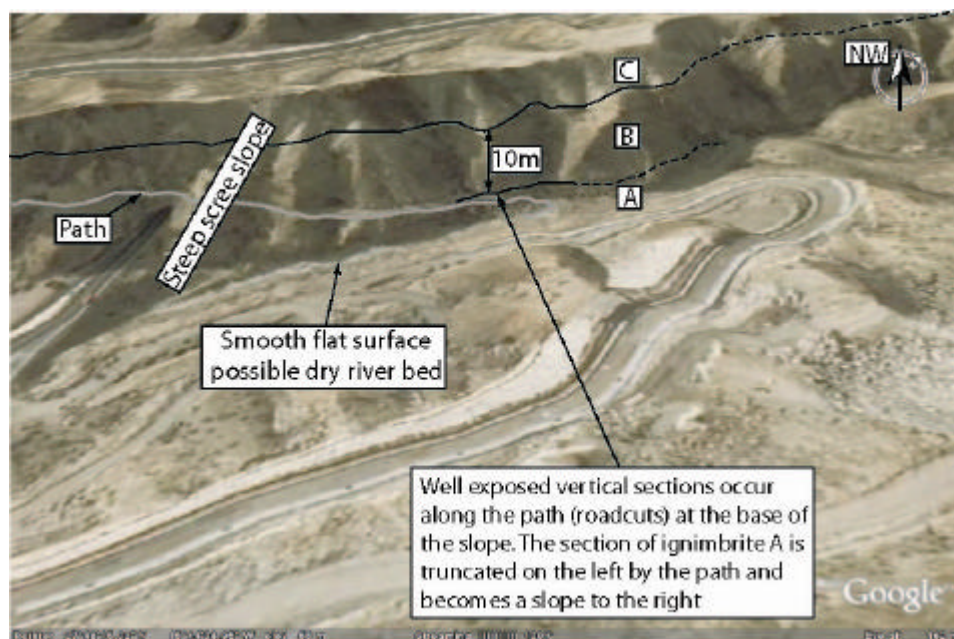 NW
C
B
10m
A
Path
Steep scree slope
Smooth flat surface
possible dry river bed
Well exposed vertical sections occur
along the path (roadcuts) at the base of
the slope. The section of ignimbrite A is
truncated on the left by the path and
becomes a slope to the right
Google